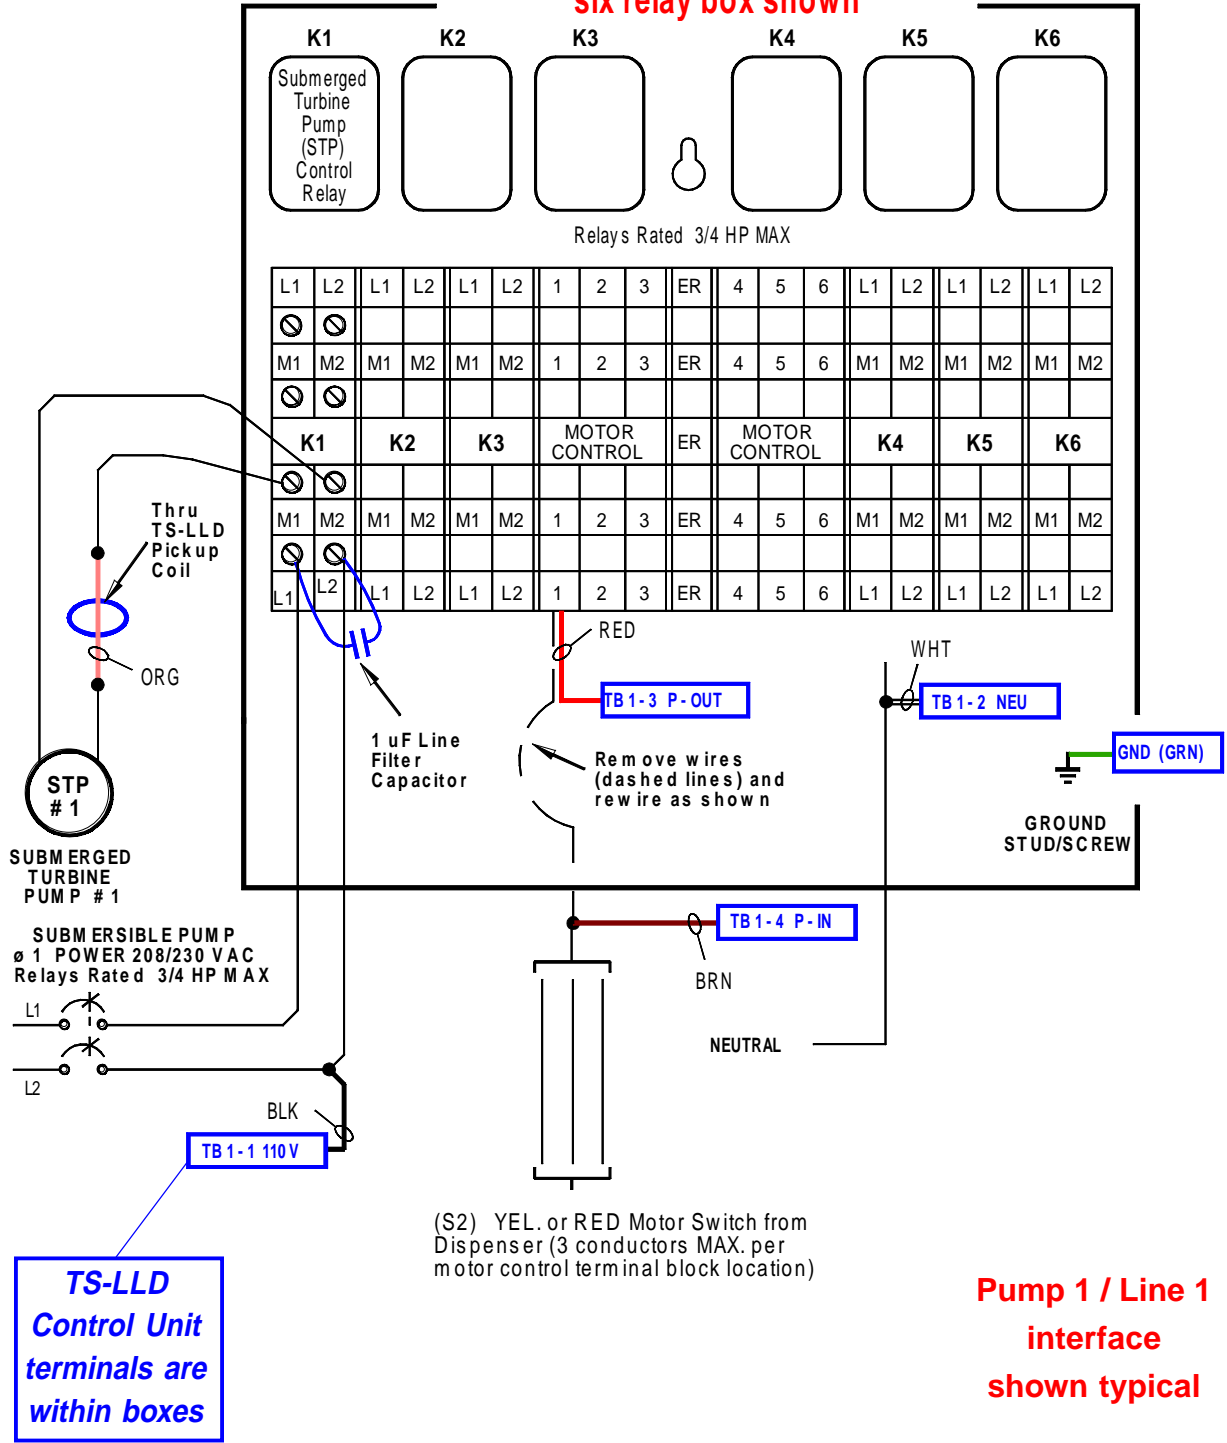 six relay box shown
K1 K2 K3 K4 K5 K6
Submerged
Turbine
Pump
(STP)
Control
Relay
Relays Rated 3/4 HP MAX
L1 L2 L1 L2 L1 L2 1 2 3 ER 4 5 6 L1 L2 L1 L2 L1 L2
M1 M2 M1 M2 M1 M2 1 2 3 ER 4 5 6 M1 M2 M1 M2 M1 M2
K1 K2 K3 MOTOR CONTROL ER MOTOR CONTROL K4 K5 K6
M1 M2 M1 M2 M1 M2 1 2 3 ER 4 5 6 M1 M2 M1 M2 M1 M2
L1 L2 L1 L2 L1 L2 1 2 3 ER 4 5 6 L1 L2 L1 L2 L1 L2
Thru
TS-LLD
Pickup
Coil
ORG
RED
WHT
TB1-3 P-OUT
TB1-2 NEU
GND (GRN)
1 uF Line
Filter
Capacitor
Remove wires
(dashed lines) and
rewire as shown
GROUND
STUD/SCREW
STP
#1
SUBMERGED
TURBINE
PUMP #1
SUBMERSIBLE PUMP
ø 1 POWER 208/230 VAC
Relays Rated 3/4 HP MAX
L1
L2
TB1-4 P-IN
BRN
NEUTRAL
BLK
TB1-1 110V
(S2) YEL. or RED Motor Switch from
Dispenser (3 conductors MAX. per
motor control terminal block location)
TS-LLD
Control Unit
terminals are
within boxes
Pump 1 / Line 1
interface
shown typical